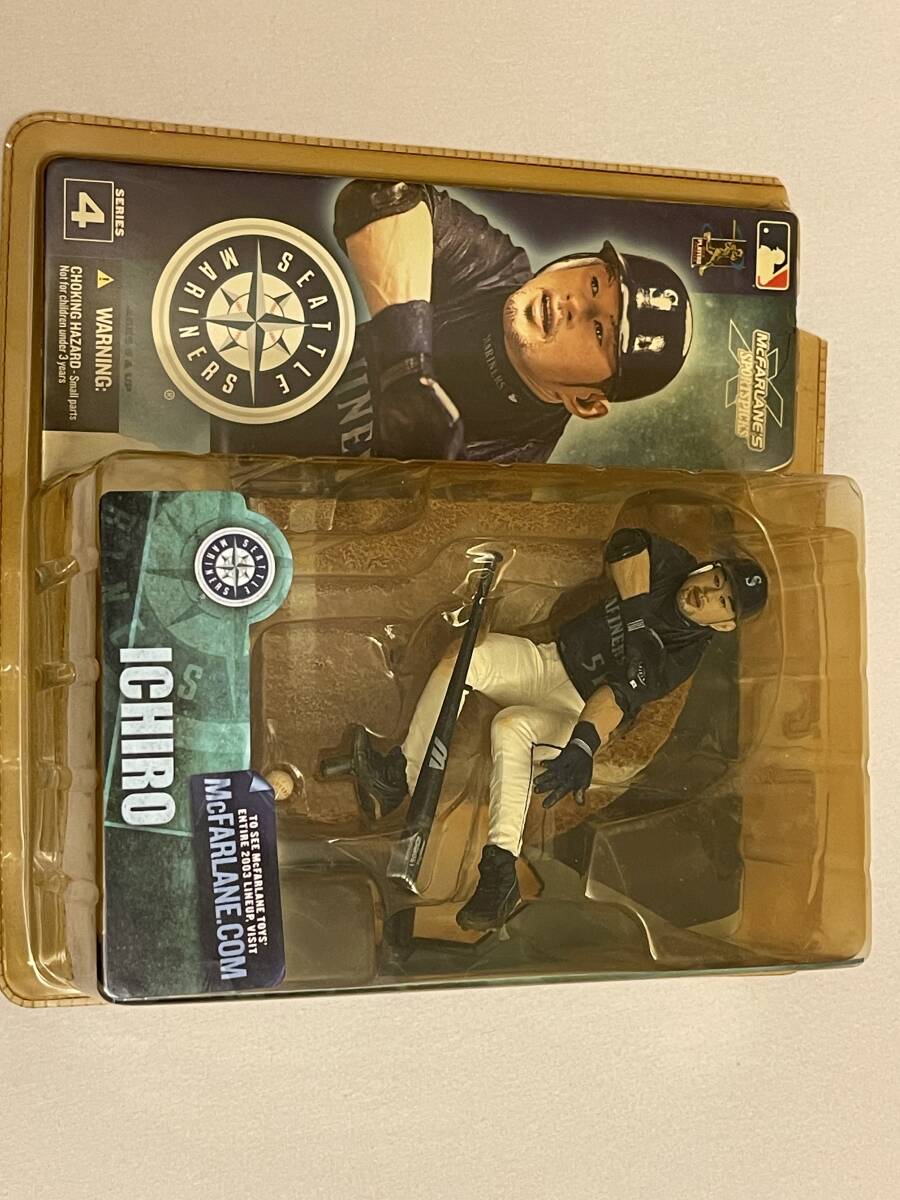 McFARLANE'S
SPORTSPICKS
MARINERS
SEATTLE
MARINERS
®
SERIES
4
WARNING:
CHOKING HAZARD - Small parts
Not for children under 3 years
SEATTLE
MARINERS
S
ICHIRO
S
5
TO SEE McFARLANE TOYS'
ENTIRE 2003 LINEUP, VISIT
McFARLANE.COM